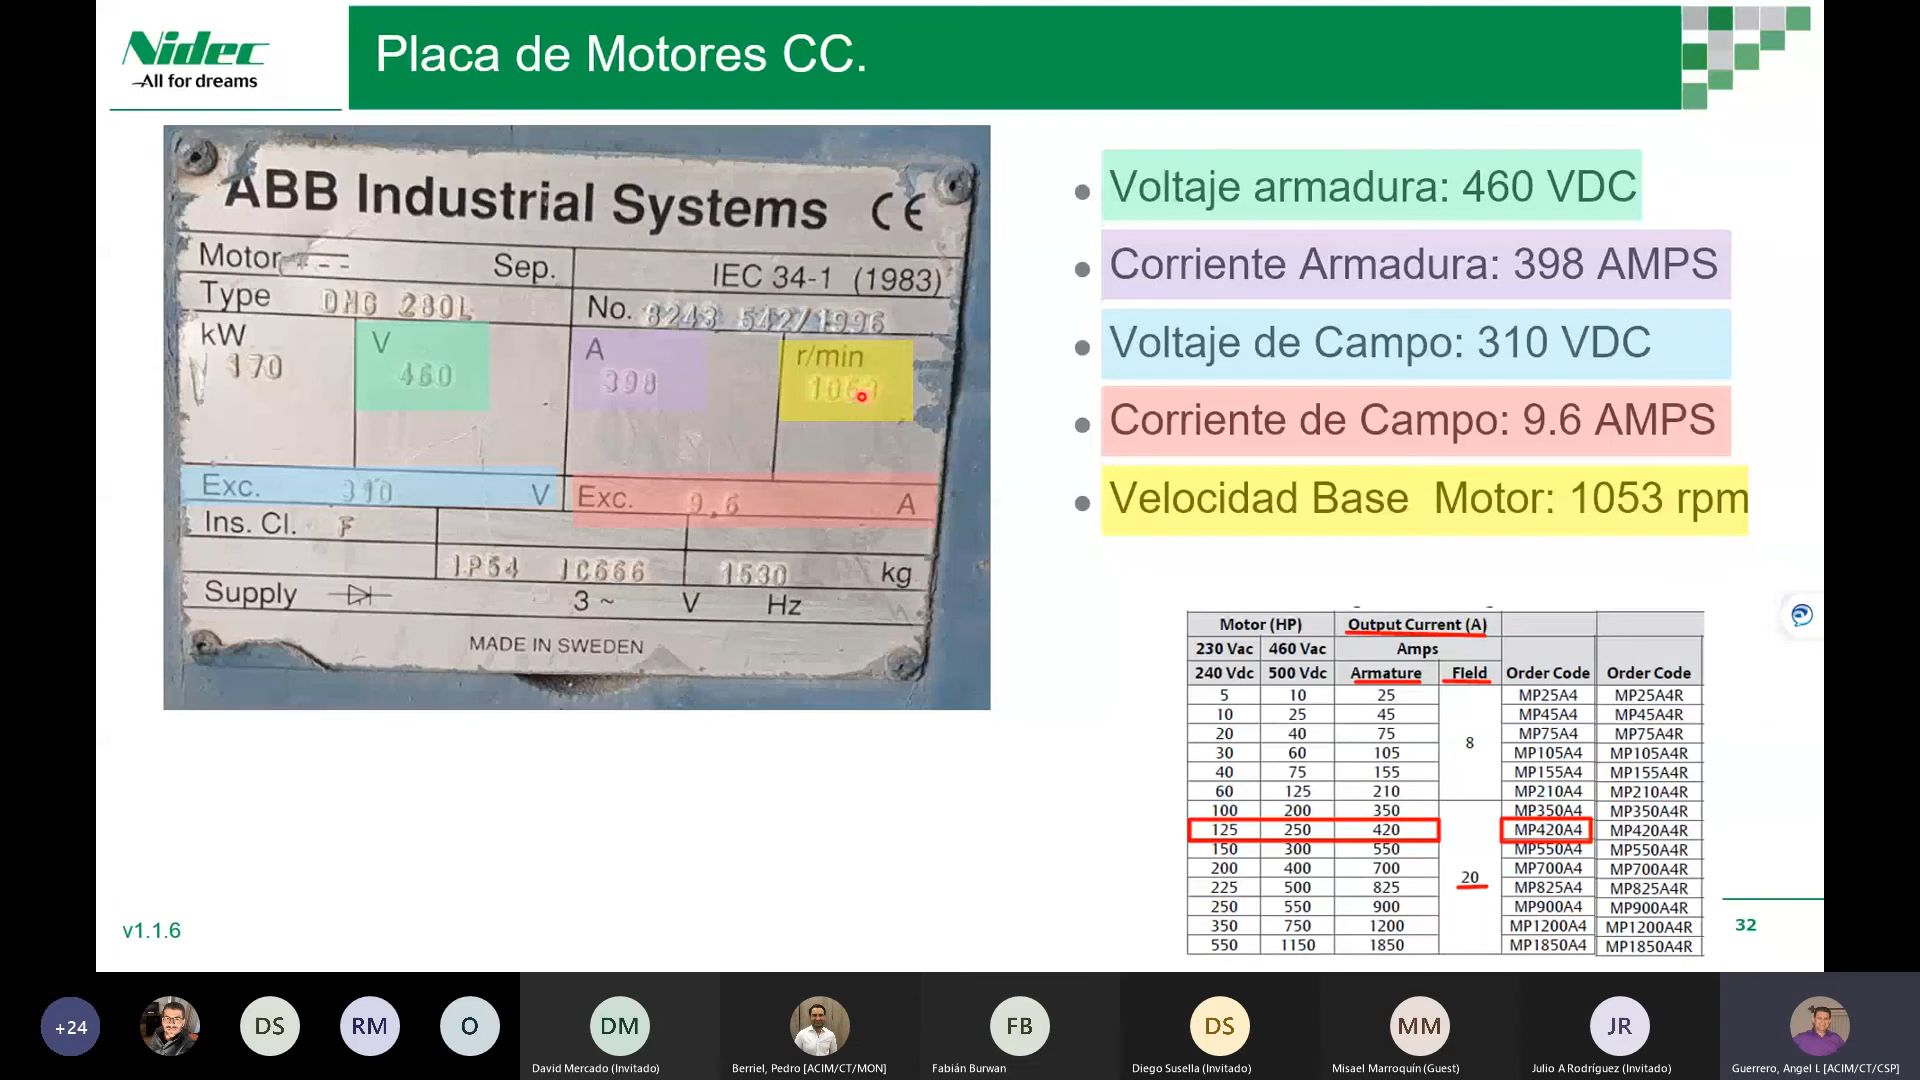 Nidec
All for dreams
Placa de Motores CC.
ABB Industrial Systems CE
Motor Sep. IEC 34-1 (1983)
Type DMG 280L No. 8243 542/1996
kW V A r/min
170 460 398 1053
Exc. 310 V Exc. 9,6 A
Ins. Cl. F
IP54 IC666 1530 kg
Supply 3 ~ V Hz
MADE IN SWEDEN
• Voltaje armadura: 460 VDC
• Corriente Armadura: 398 AMPS
• Voltaje de Campo: 310 VDC
• Corriente de Campo: 9.6 AMPS
• Velocidad Base Motor: 1053 rpm
Motor (HP) Output Current (A)
230 Vac 460 Vac Amps
240 Vdc 500 Vdc Armature Field Order Code Order Code
5 10 25 MP25A4 MP25A4R
10 25 45 MP45A4 MP45A4R
20 40 75 MP75A4 MP75A4R
8
30 60 105 MP105A4 MP105A4R
40 75 155 MP155A4 MP155A4R
60 125 210 MP210A4 MP210A4R
100 200 350 MP350A4 MP350A4R
125 250 420 MP420A4 MP420A4R
150 300 550 MP550A4 MP550A4R
200 400 700 MP700A4 MP700A4R
20
225 500 825 MP825A4 MP825A4R
250 550 900 MP900A4 MP900A4R
350 750 1200 MP1200A4 MP1200A4R
550 1150 1850 MP1850A4 MP1850A4R
v1.1.6
32
+24 DS RM O DM FB DS MM JR
David Mercado (Invitado) Berriel, Pedro [ACIM/CT/MON] Fabián Burwan Diego Susella (Invitado) Misael Marroquín (Guest) Julio A Rodríguez (Invitado) Guerrero, Angel L [ACIM/CT/CSP]